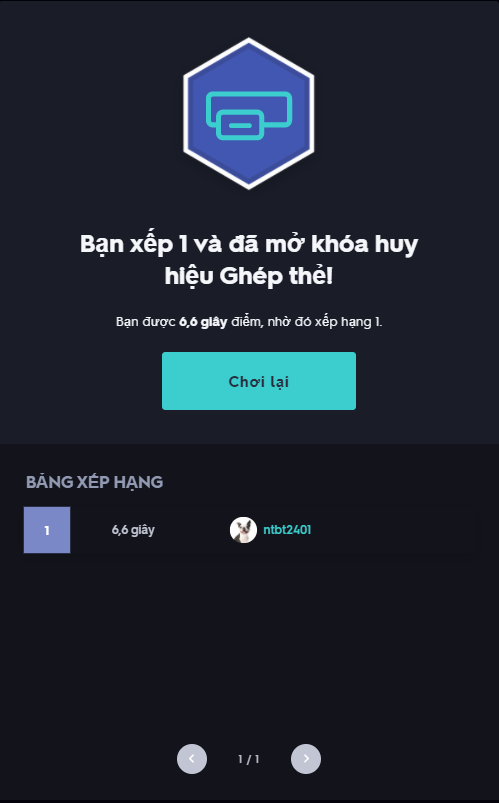 Bạn xếp 1 và đã mở khóa huy
hiệu Ghép thẻ!
Bạn được 6,6 giây điểm, nhờ đó xếp hạng 1.
Chơi lại
BẢNG XẾP HẠNG
1 6,6 giây ntbt2401
1 / 1